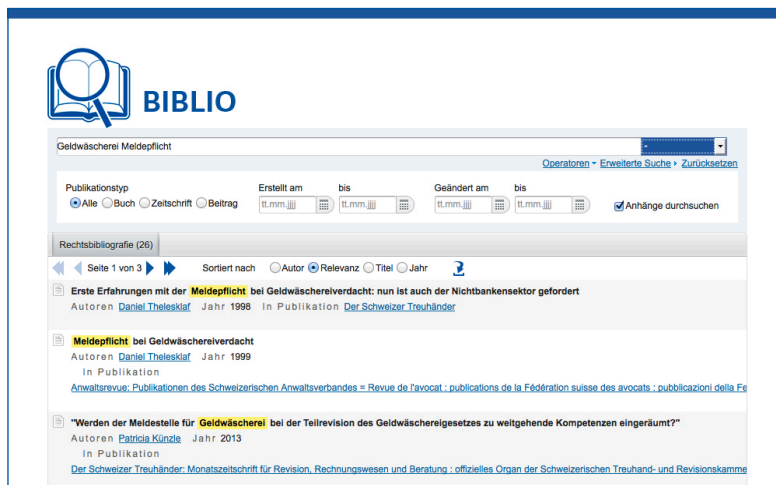 BIBLIO
Geldwäscherei Meldepflicht -
Operatoren Erweiterte Suche Zurücksetzen
Publikationstyp Erstellt am bis Geändert am bis
Alle Buch Zeitschrift Beitrag tt.mm.jjjj tt.mm.jjjj tt.mm.jjjj tt.mm.jjjj Anhänge durchsuchen
Rechtsbibliografie (26)
Seite 1 von 3 Sortiert nach Autor Relevanz Titel Jahr
Erste Erfahrungen mit der Meldepflicht bei Geldwäschereiverdacht: nun ist auch der Nichtbankensektor gefordert
Autoren Daniel Thelesklaf Jahr 1998 In Publikation Der Schweizer Treuhänder
Meldepflicht bei Geldwäschereiverdacht
Autoren Daniel Thelesklaf Jahr 1999
In Publikation
Anwaltsrevue: Publikationen des Schweizerischen Anwaltsverbandes = Revue de l'avocat : publications de la Fédération suisse des avocats : pubblicazioni della Fe
"Werden der Meldestelle für Geldwäscherei bei der Teilrevision des Geldwäschereigesetzes zu weitgehende Kompetenzen eingeräumt?"
Autoren Patricia Künzle Jahr 2013
In Publikation
Der Schweizer Treuhänder: Monatszeitschrift für Revision, Rechnungswesen und Beratung : offizielles Organ der Schweizerischen Treuhand- und Revisionskamme